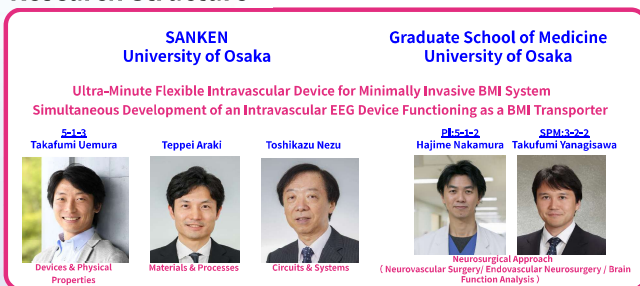 SANKEN
University of Osaka
Graduate School of Medicine
University of Osaka
Ultra-Minute Flexible Intravascular Device for Minimally Invasive BMI System
Simultaneous Development of an Intravascular EEG Device Functioning as a BMI Transporter
5-1-3
Takafumi Uemura
Teppei Araki
Toshikazu Nezu
PI:5-1-2
Hajime Nakamura
SPM:3-2-2
Takufumi Yanagisawa
Devices & Physical
Properties
Materials & Processes
Circuits & Systems
Neurosurgical Approach
( Neurovascular Surgery/ Endovascular Neurosurgery / Brain
Function Analysis )